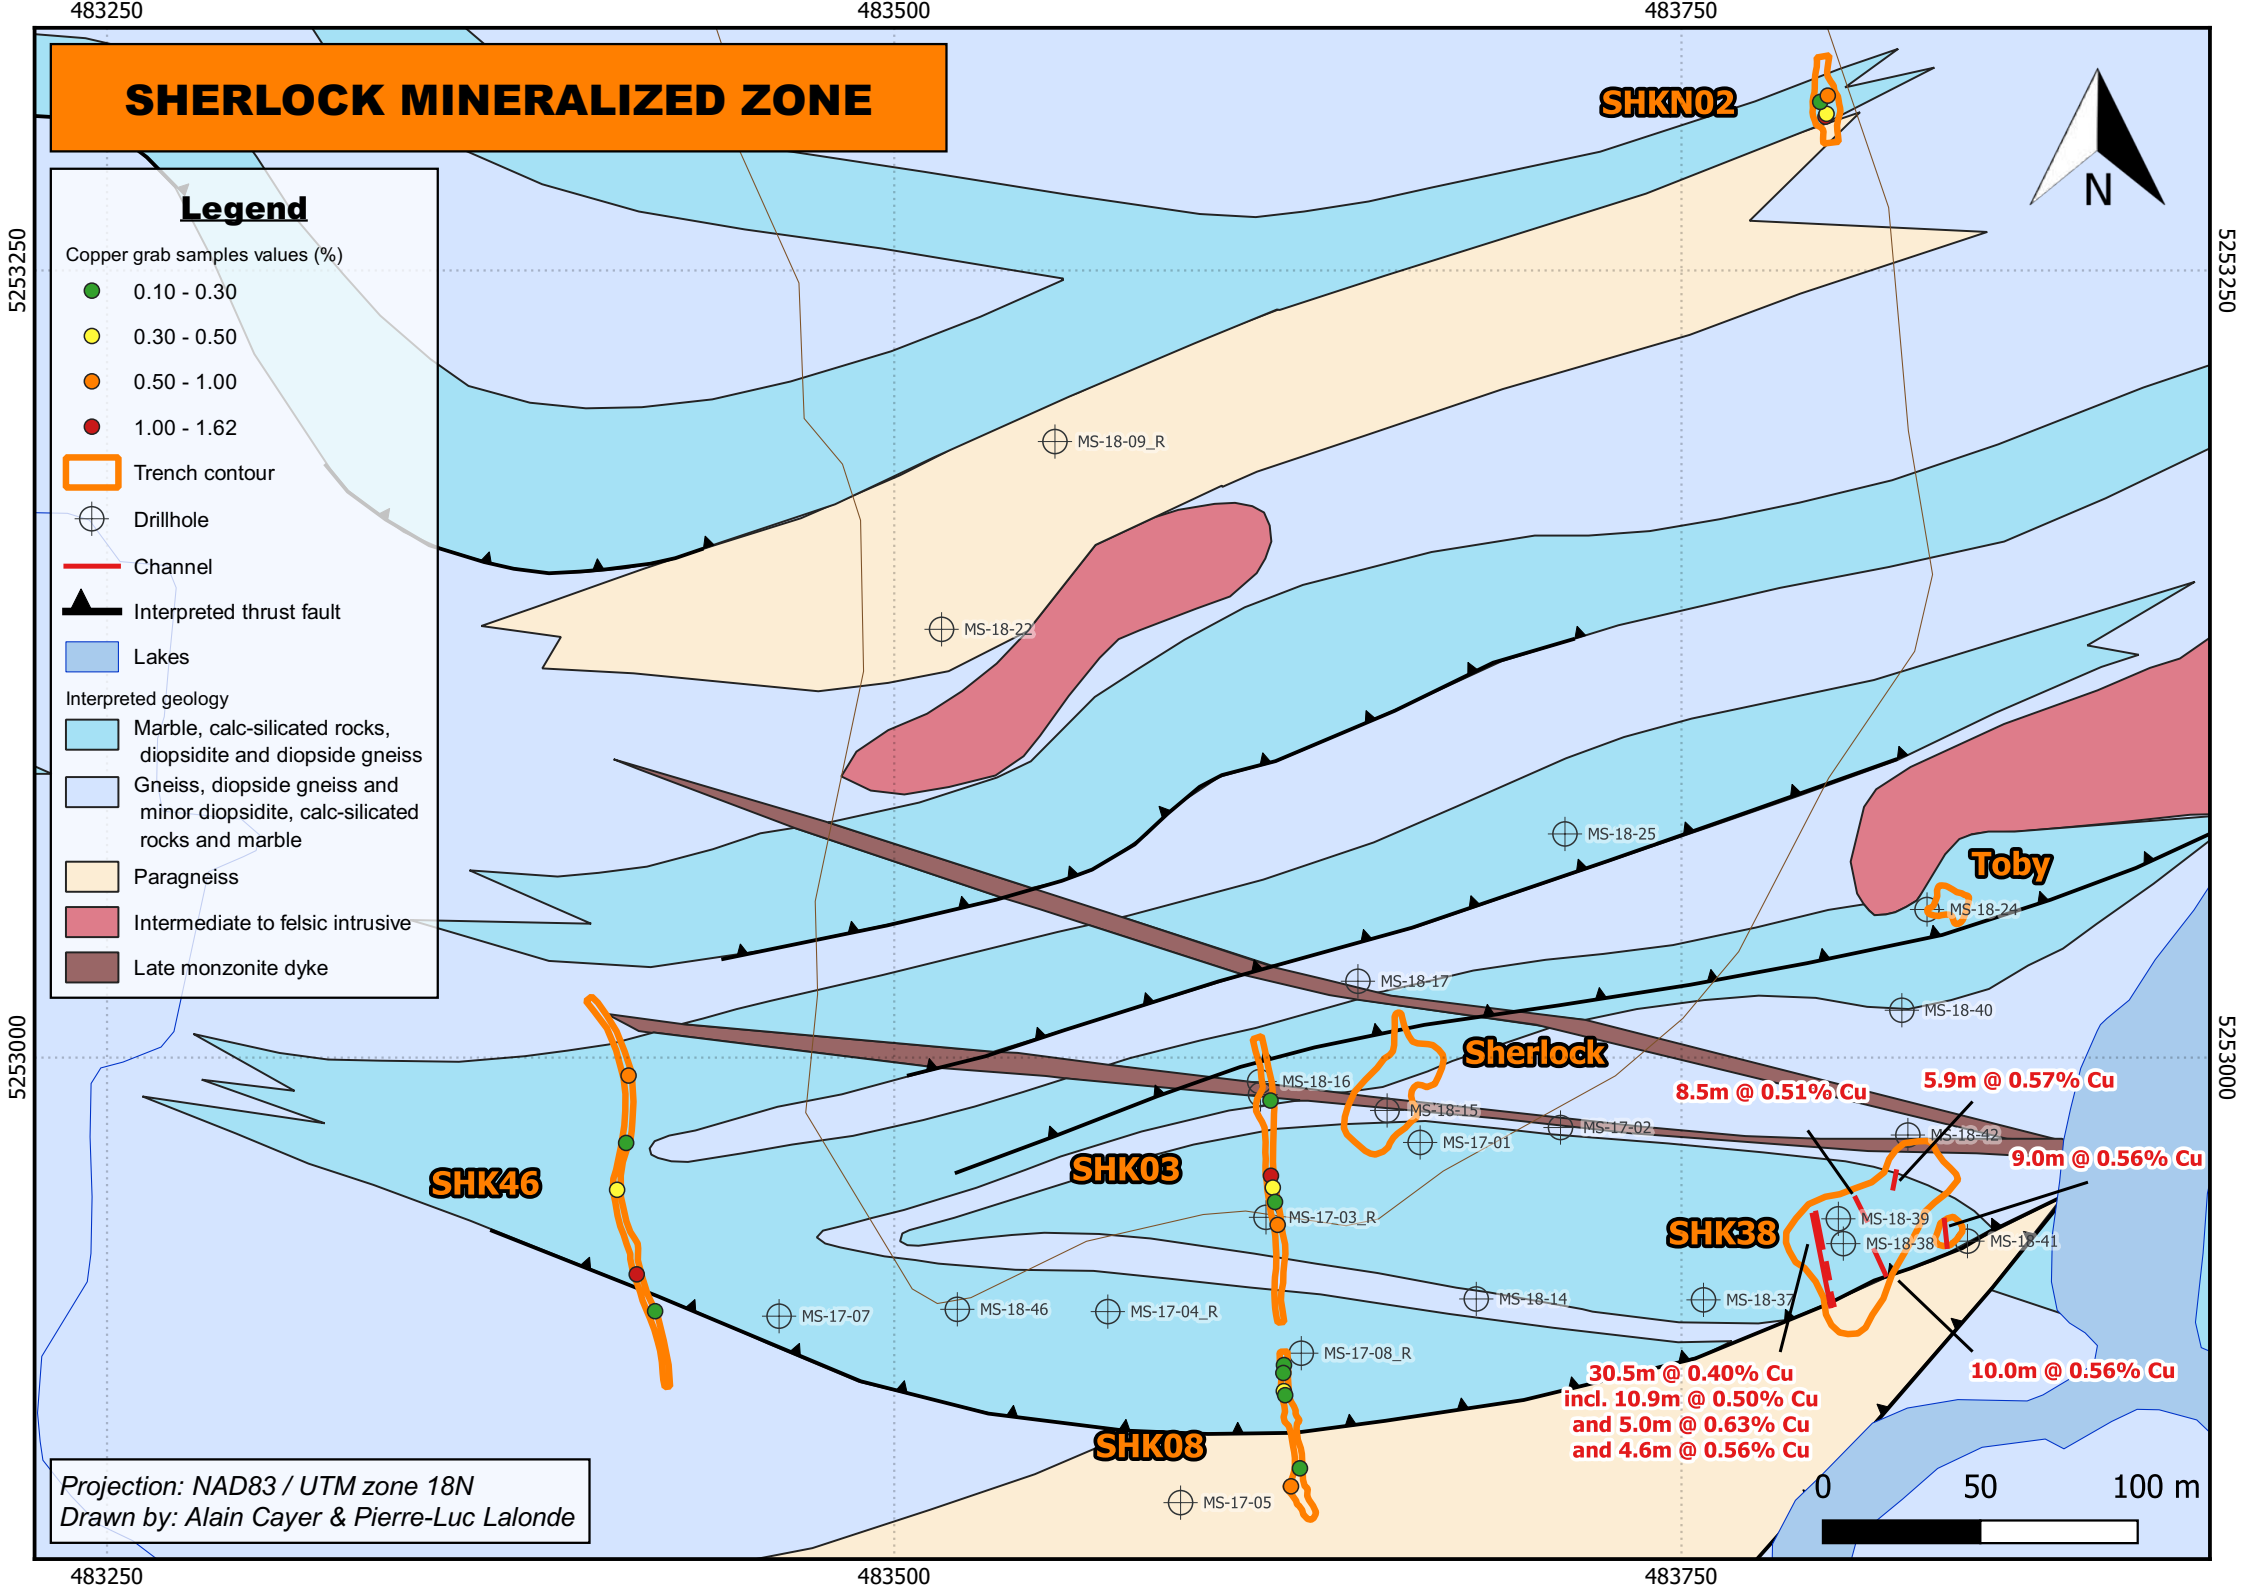 483250
483500
483750
SHERLOCK MINERALIZED ZONE
SHKN02
N
Legend
Copper grab samples values (%)
0.10 - 0.30
0.30 - 0.50
0.50 - 1.00
1.00 - 1.62
Trench contour
Drillhole
Channel
Interpreted thrust fault
Lakes
Interpreted geology
Marble, calc-silicated rocks,
diopsidite and diopside gneiss
Gneiss, diopside gneiss and
minor diopsidite, calc-silicated
rocks and marble
Paragneiss
Intermediate to felsic intrusive
Late monzonite dyke
5253250
5253250
MS-18-09_R
MS-18-22
MS-18-25
Toby
MS-18-24
MS-18-17
MS-18-40
5253000
5253000
Sherlock
MS-18-16
8.5m @ 0.51% Cu
5.9m @ 0.57% Cu
MS-18-15
MS-17-02
MS-18-42
MS-17-01
9.0m @ 0.56% Cu
SHK46
SHK03
MS-17-03_R
SHK38
MS-18-39
MS-18-38
MS-18-41
MS-17-07
MS-18-46
MS-17-04_R
MS-18-14
MS-18-37
MS-17-08_R
30.5m @ 0.40% Cu
incl. 10.9m @ 0.50% Cu
and 5.0m @ 0.63% Cu
and 4.6m @ 0.56% Cu
10.0m @ 0.56% Cu
SHK08
MS-17-05
0 50 100 m
Projection: NAD83 / UTM zone 18N
Drawn by: Alain Cayer & Pierre-Luc Lalonde
483250
483500
483750